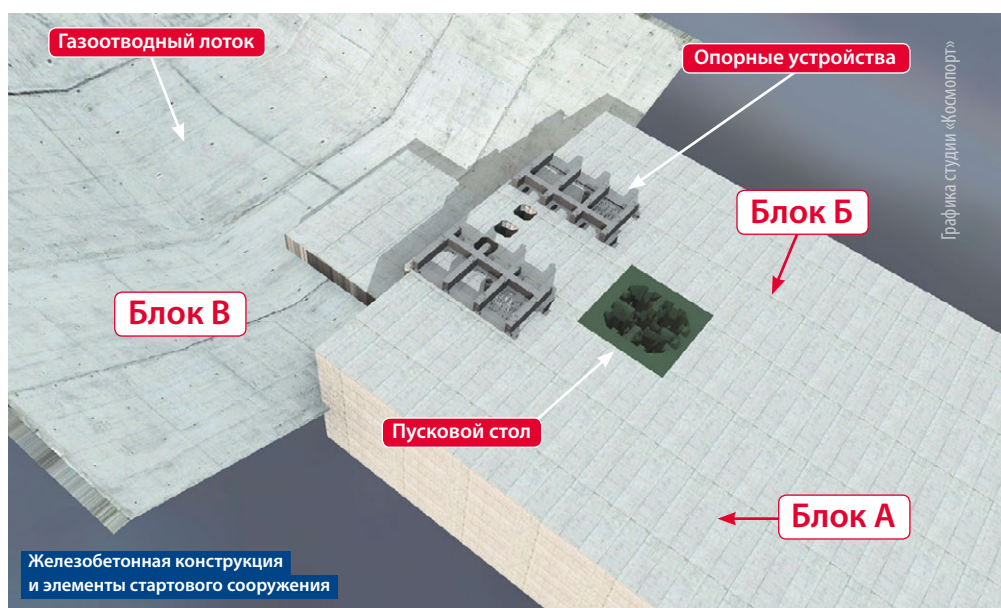 Газоотводный лоток
Опорные устройства
Графика студии «Космопорт»
Блок Б
Блок В
Пусковой стол
Блок А
Железобетонная конструкция
и элементы стартового сооружения